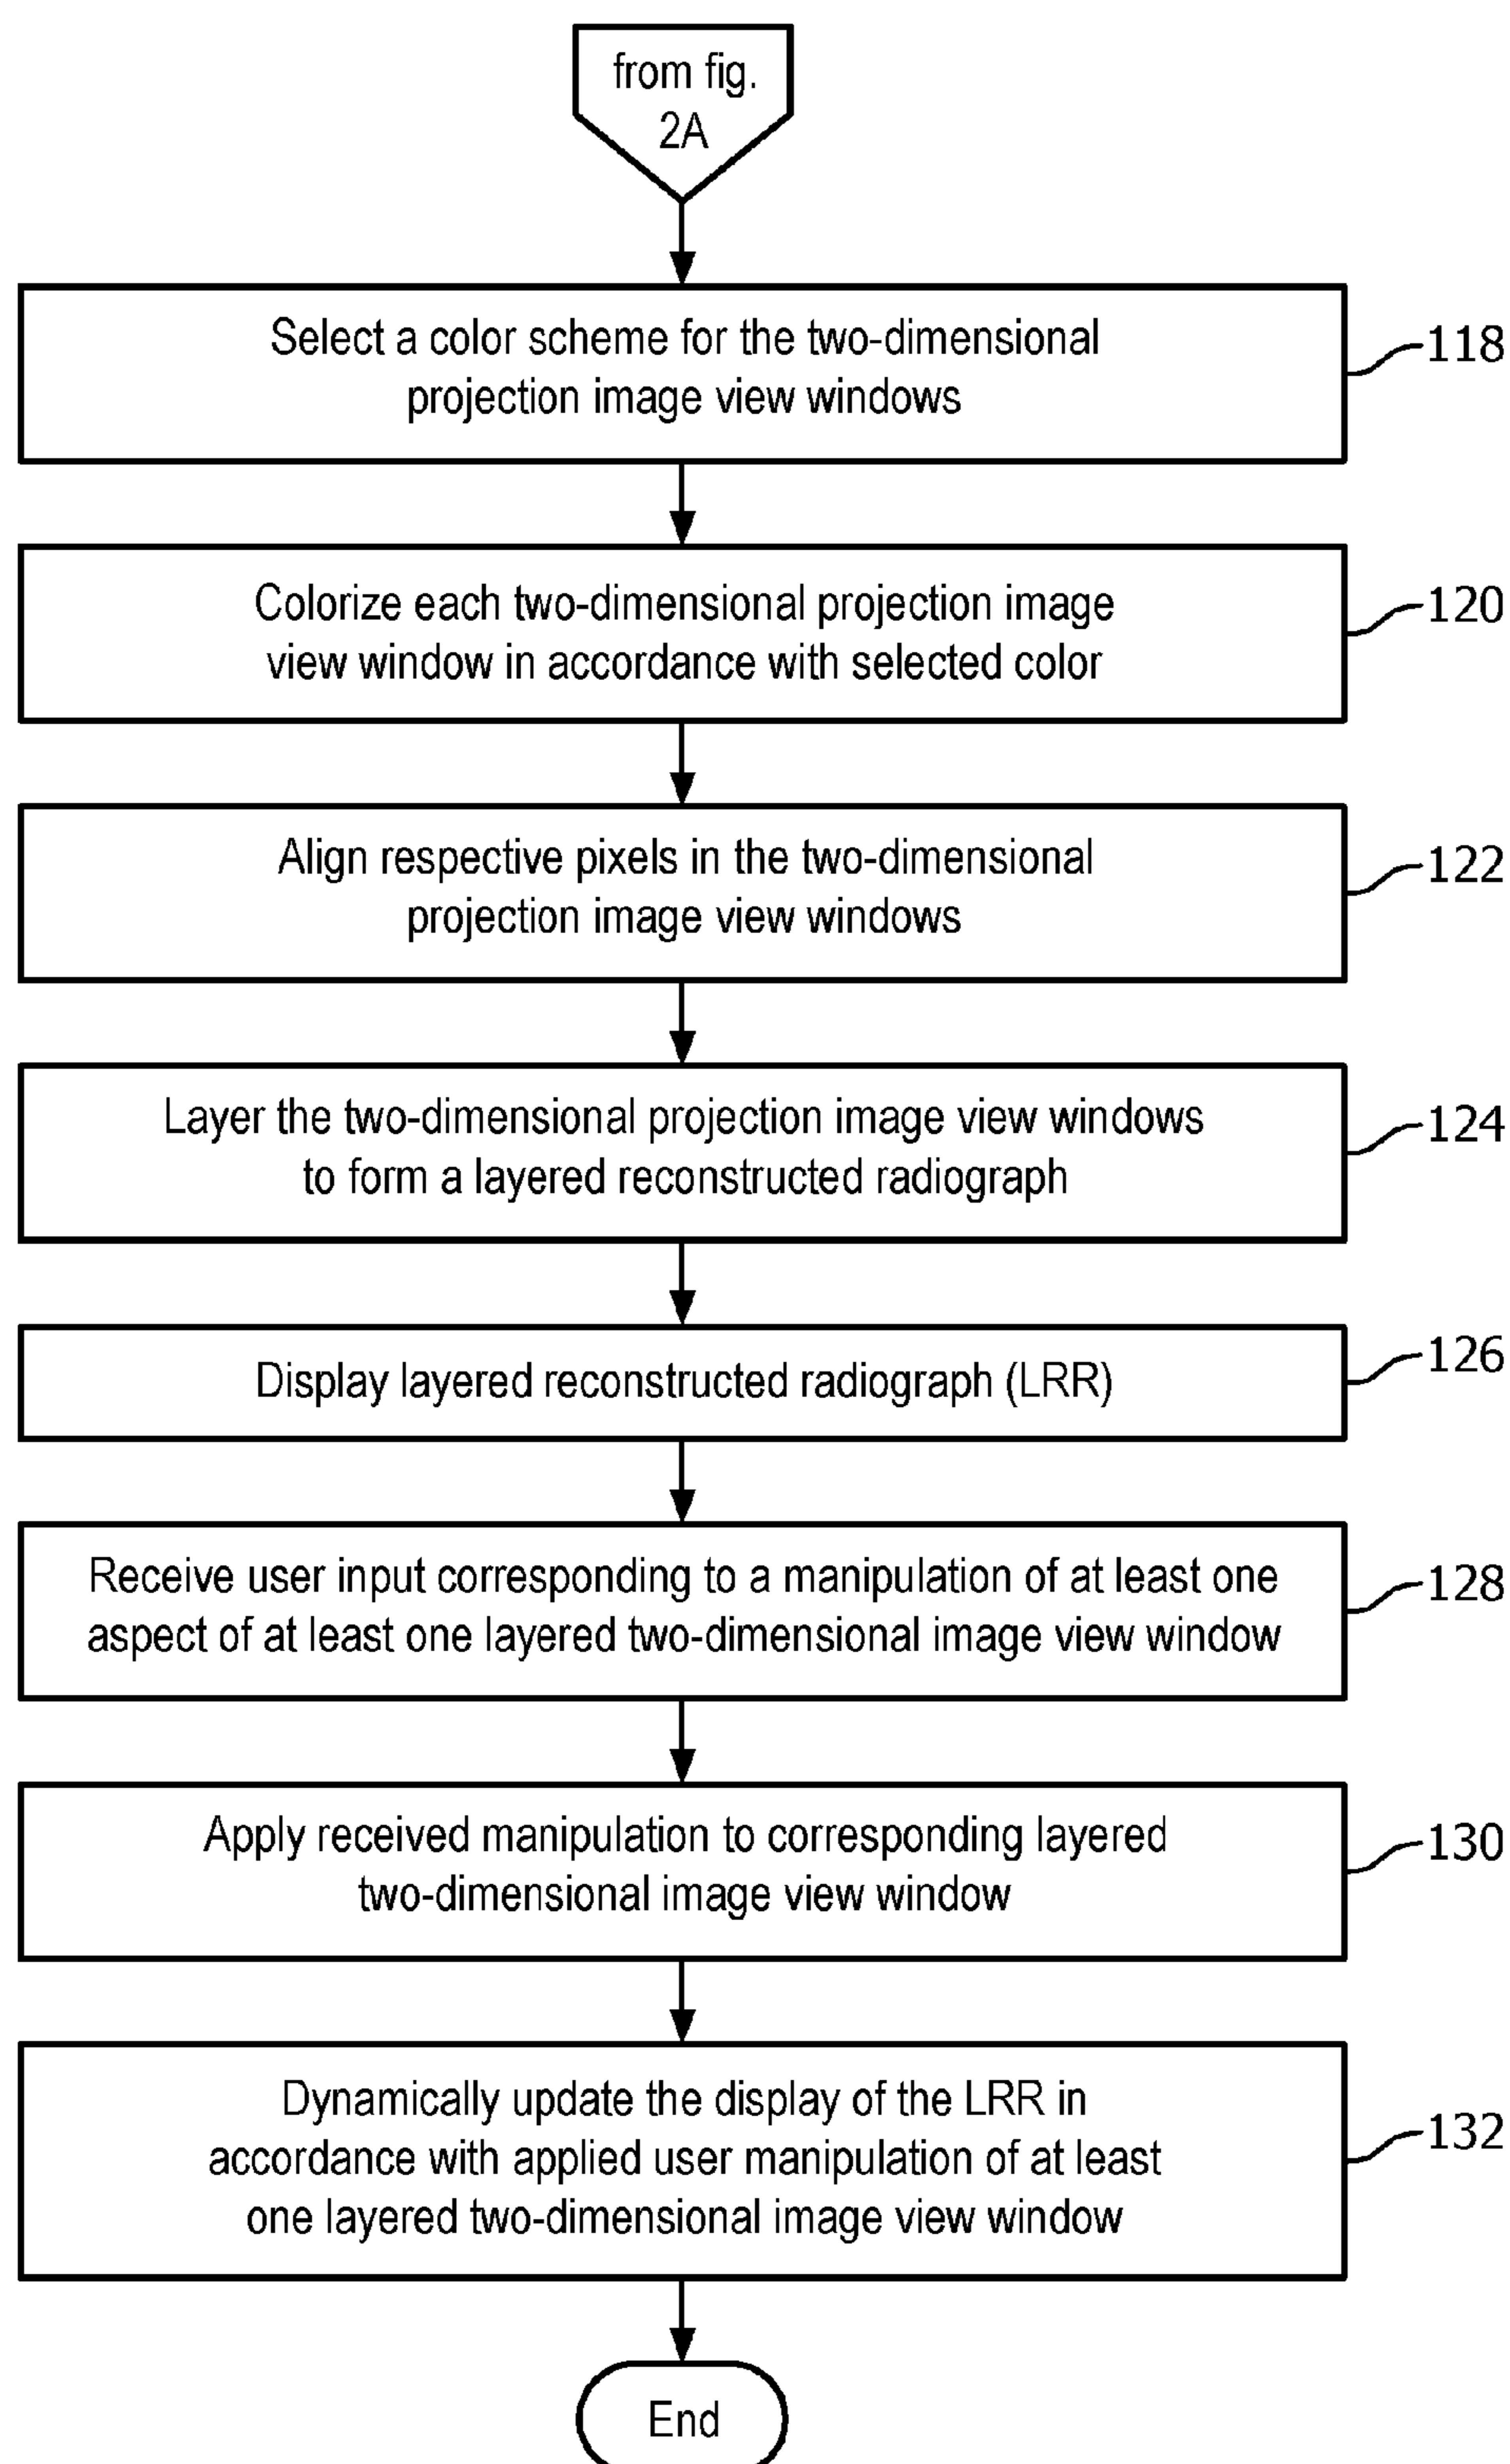 from fig.
2A
Select a color scheme for the two-dimensional
projection image view windows
118
Colorize each two-dimensional projection image
view window in accordance with selected color
120
Align respective pixels in the two-dimensional
projection image view windows
122
Layer the two-dimensional projection image view windows
to form a layered reconstructed radiograph
124
Display layered reconstructed radiograph (LRR)
126
Receive user input corresponding to a manipulation of at least one
aspect of at least one layered two-dimensional image view window
128
Apply received manipulation to corresponding layered
two-dimensional image view window
130
Dynamically update the display of the LRR in
accordance with applied user manipulation of at least
one layered two-dimensional image view window
132
End